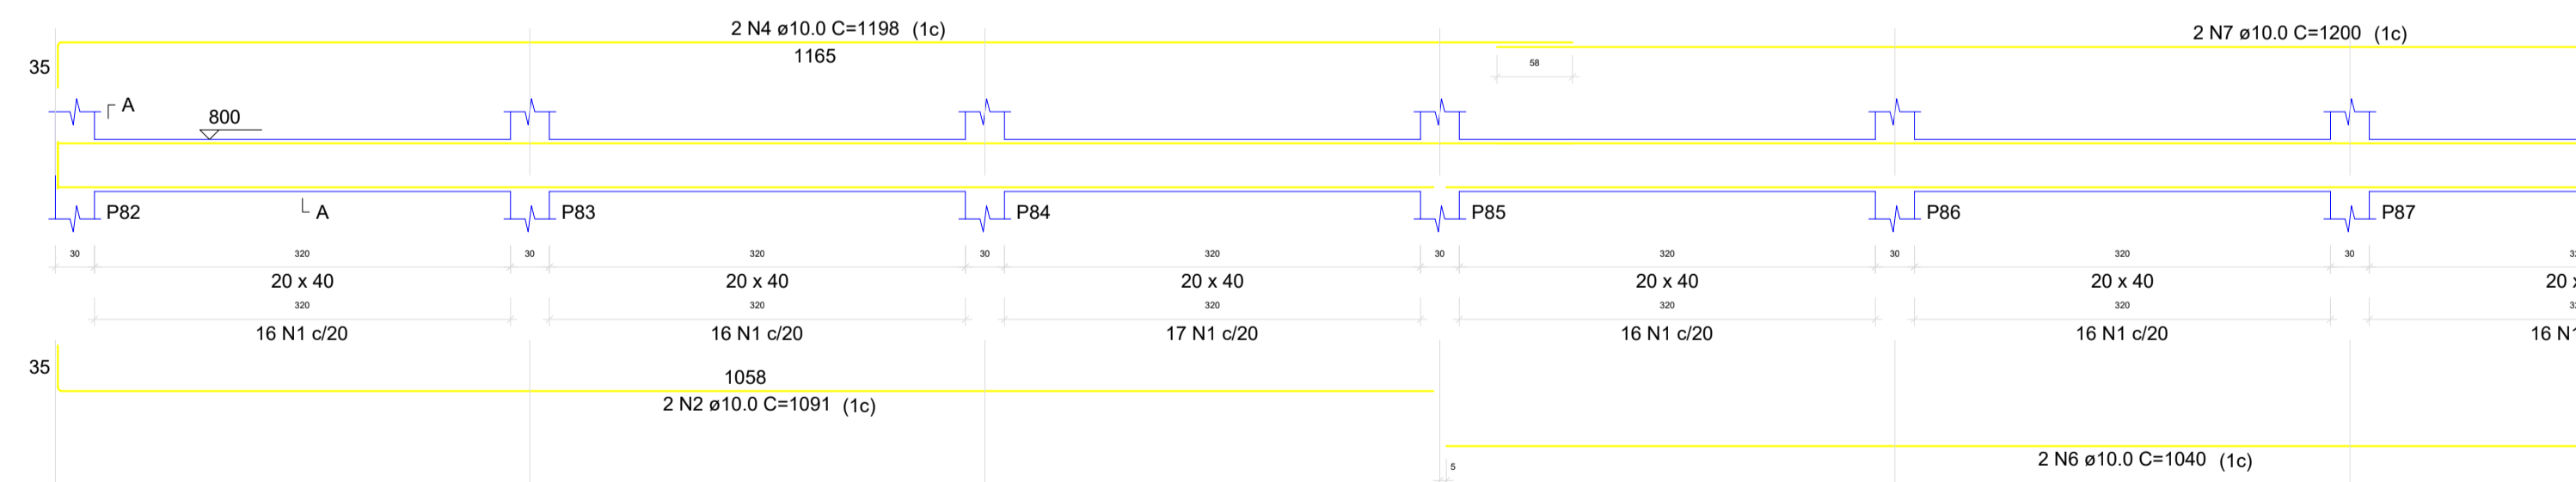 2 N4 ø10.0 C=1198 (1c)
2 N7 ø10.0 C=1200 (1c)
1165
35
58
A
800
P82
A
P83
P84
P85
P86
P87
30 320 30 320 30 320 30 320 30 320 30
20 x 40 20 x 40 20 x 40 20 x 40 20 x 40 20
320 320 320 320 320
16 N1 c/20 16 N1 c/20 17 N1 c/20 16 N1 c/20 16 N1 c/20 16 N1
35
1058
2 N2 ø10.0 C=1091 (1c)
2 N6 ø10.0 C=1040 (1c)
5